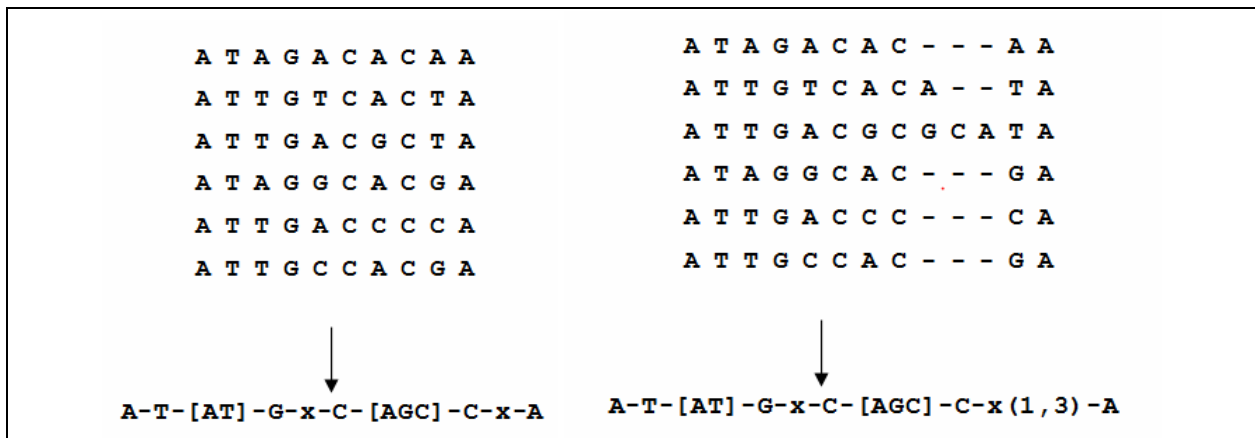 A T A G A C A C A A
A T T G T C A C T A
A T T G A C G C T A
A T A G G C A C G A
A T T G A C C C C A
A T T G C C A C G A
A-T-[AT]-G-x-C-[AGC]-C-x-A
A T A G A C A C - - - A A
A T T G T C A C A - - T A
A T T G A C G C G C A T A
A T A G G C A C - - - G A
A T T G A C C C - - - C A
A T T G C C A C - - - G A
A-T-[AT]-G-x-C-[AGC]-C-x(1,3)-A